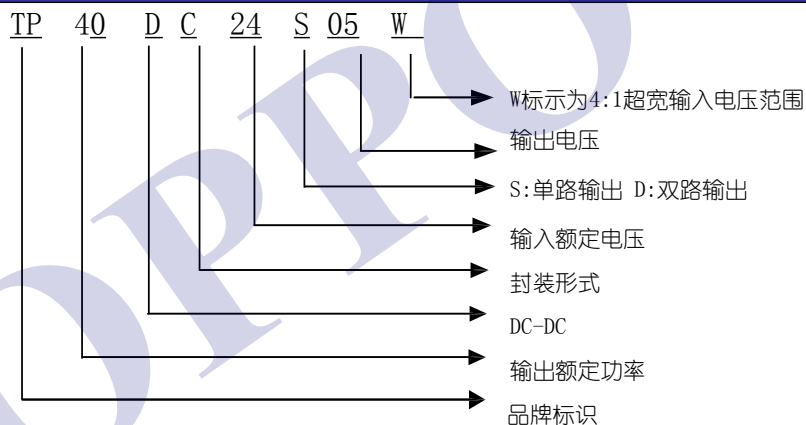 TP 40 D C 24 S 05 W
W标示为4:1超宽输入电压范围
输出电压
S:单路输出 D:双路输出
输入额定电压
封装形式
DC-DC
输出额定功率
品牌标识
OPPO